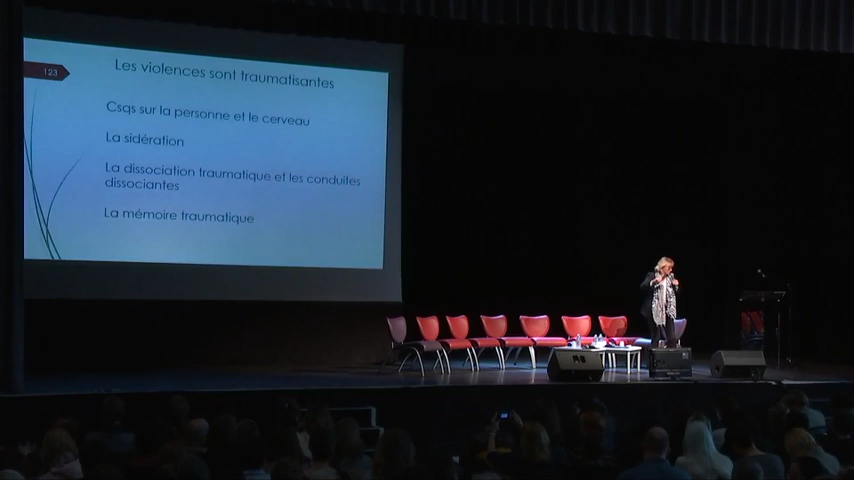 123
Les violences sont traumatisantes
Csqs sur la personne et le cerveau
La sidération
La dissociation traumatique et les conduites
dissociantes
La mémoire traumatique